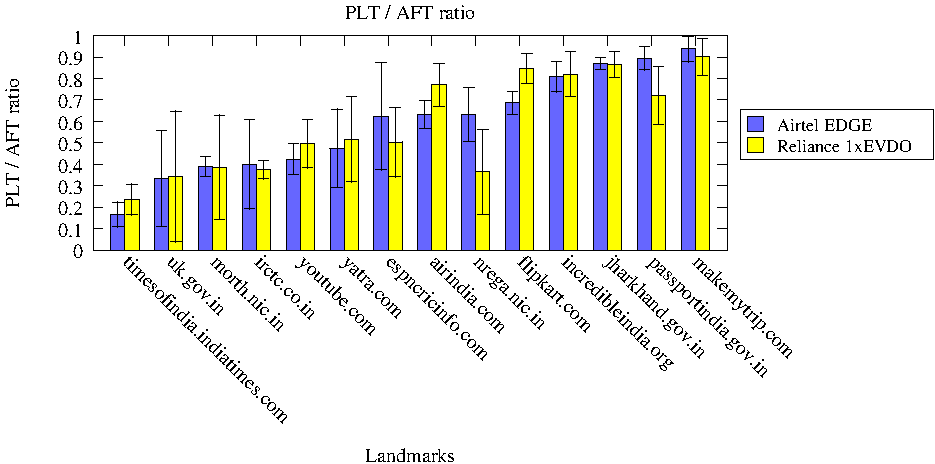 PLT / AFT ratio
PLT / AFT ratio
1
0.9
0.8
0.7
0.6
0.5
0.4
0.3
0.2
0.1
0
timesofindia.indiatimes.com
uk.gov.in
morth.nic.in
irctc.co.in
youtube.com
yatra.com
espncricinfo.com
airindia.com
nrega.nic.in
flipkart.com
incredibleindia.org
jharkhand.gov.in
passportindia.gov.in
makemytrip.com
Landmarks
Airtel EDGE
Reliance 1xEVDO